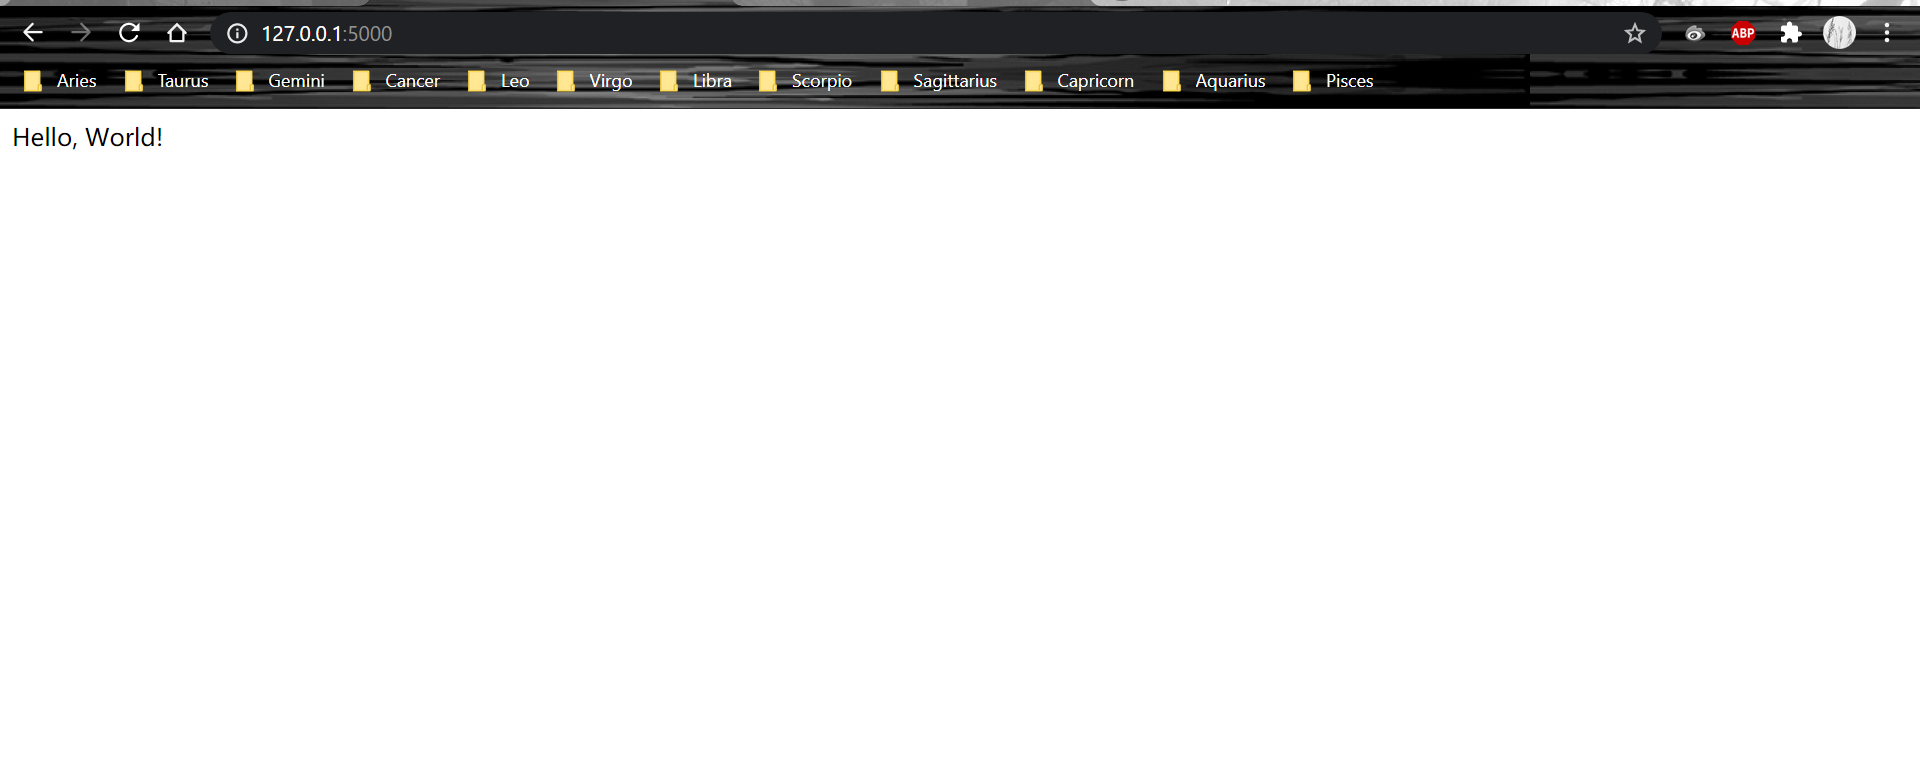 127.0.0.1:5000
ABP
Aries Taurus Gemini Cancer Leo Virgo Libra Scorpio Sagittarius Capricorn Aquarius Pisces
Hello, World!